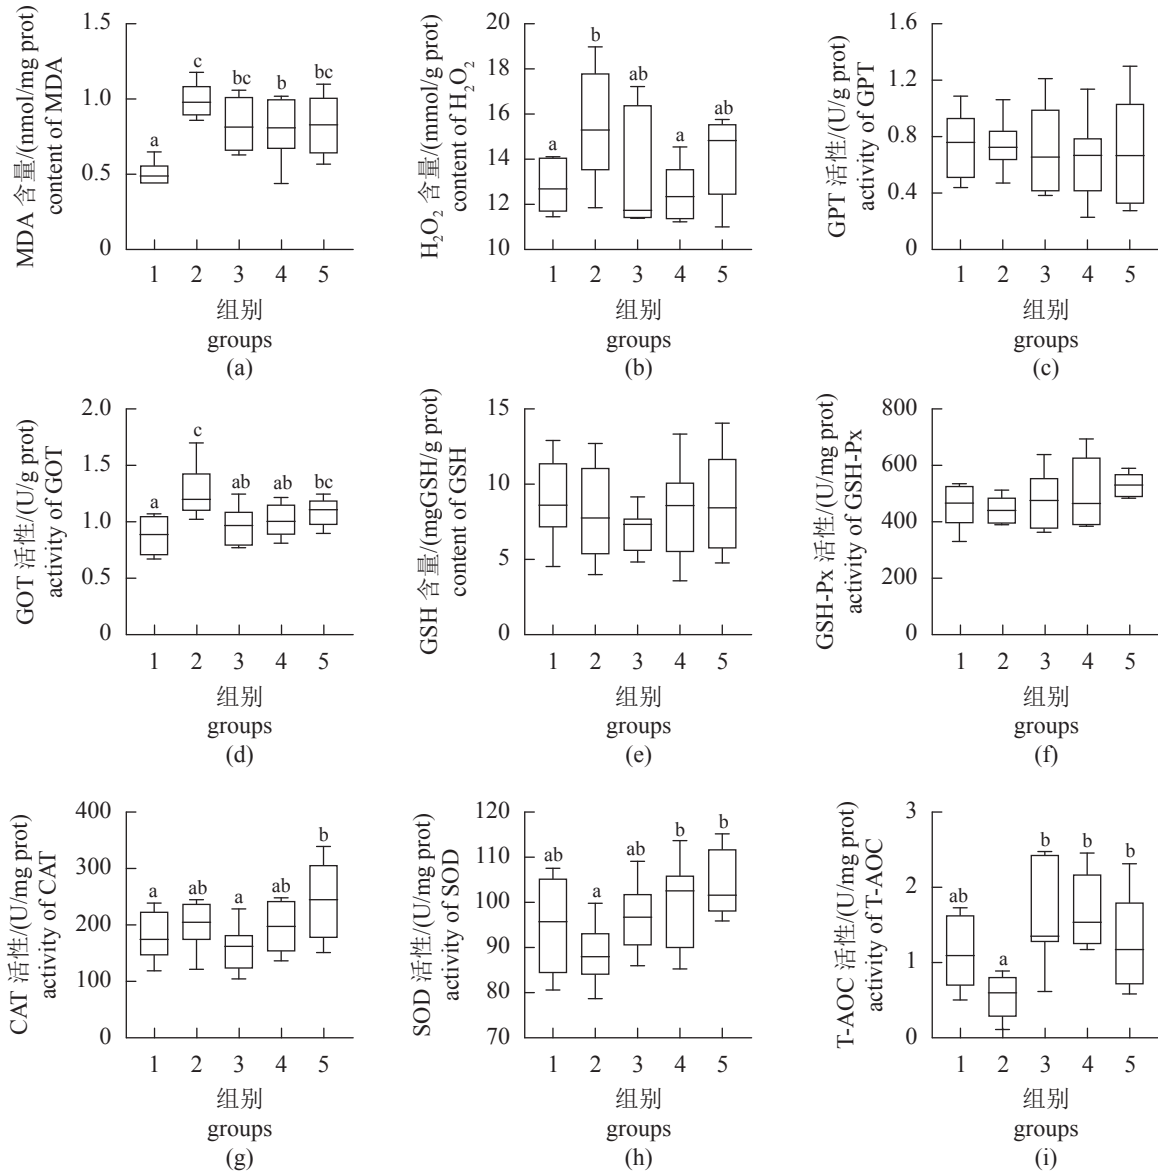 MDA 含量/(nmol/mg prot)
content of MDA
1.5
1.0
0.5
0
a
c
bc
b
bc
1 2 3 4 5
组别
groups
(a)
H₂O₂ 含量/(mmol/g prot)
content of H₂O₂
20
18
16
14
12
10
a
b
ab
a
ab
1 2 3 4 5
组别
groups
(b)
GPT 活性/(U/g prot)
activity of GPT
1.6
1.2
0.8
0.4
0
1 2 3 4 5
组别
groups
(c)
GOT 活性/(U/g prot)
activity of GOT
2.0
1.5
1.0
0.5
0
a
c
ab
ab
bc
1 2 3 4 5
组别
groups
(d)
GSH 含量/(mgGSH/g prot)
content of GSH
15
10
5
0
1 2 3 4 5
组别
groups
(e)
GSH-Px 活性/(U/mg prot)
activity of GSH-Px
800
600
400
200
0
1 2 3 4 5
组别
groups
(f)
CAT 活性/(U/mg prot)
activity of CAT
400
300
200
100
0
a
ab
a
ab
b
1 2 3 4 5
组别
groups
(g)
SOD 活性/(U/mg prot)
activity of SOD
120
110
100
90
80
70
ab
a
ab
b
b
1 2 3 4 5
组别
groups
(h)
T-AOC 活性/(U/mg prot)
activity of T-AOC
3
2
1
0
ab
a
b
b
b
1 2 3 4 5
组别
groups
(i)